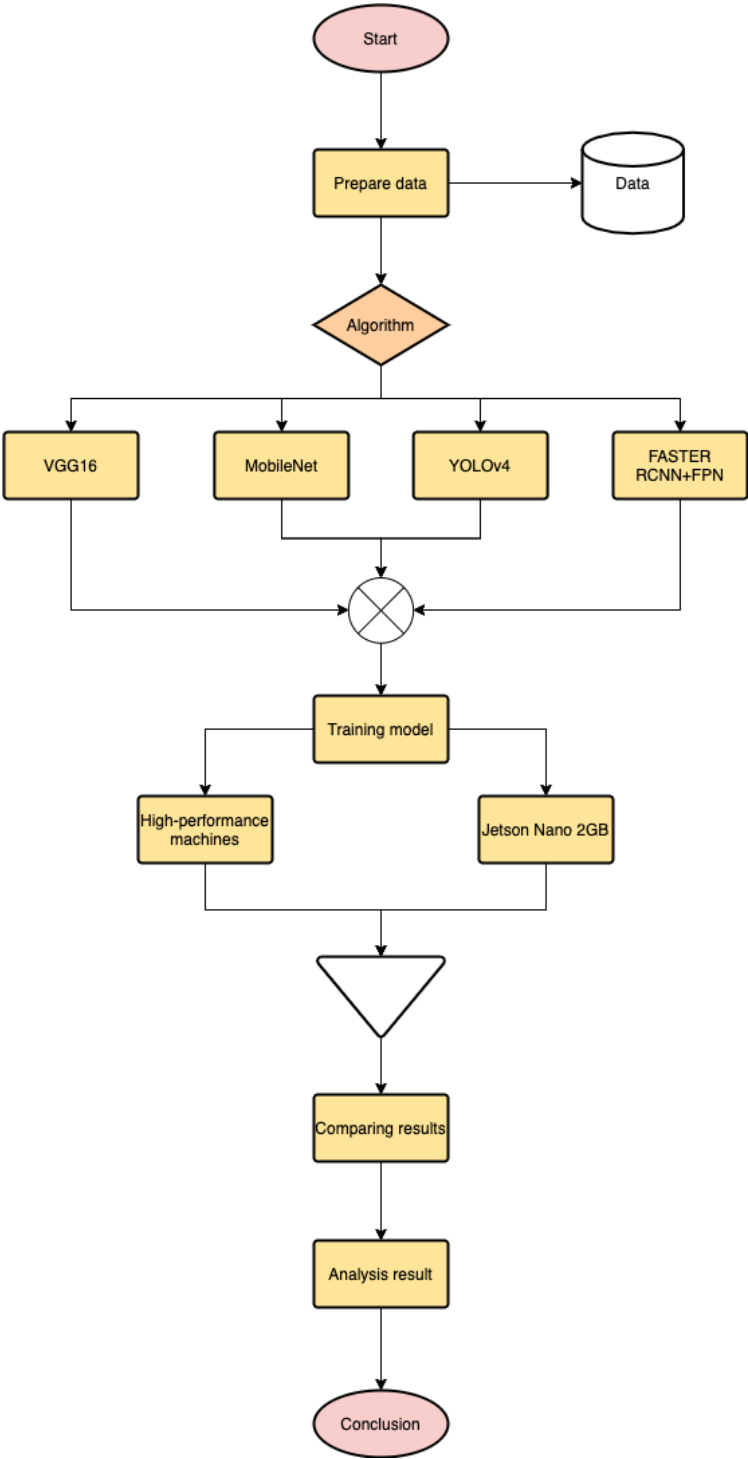 Start
Prepare data
Data
Algorithm
VGG16
MobileNet
YOLOv4
FASTER
RCNN+FPN
Training model
High-performance
machines
Jetson Nano 2GB
Comparing results
Analysis result
Conclusion